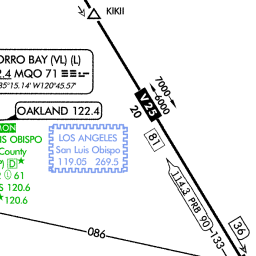 KIKII
ORRO BAY (VL) (L)
2.4 MQO 71
35°15.14' W120°45.57'
OAKLAND 122.4
IS OBISPO
County
D*
61
S 120.6
*120.6
LOS ANGELES
San Luis Obispo
119.05 269.5
7000
6000
V25
20
81
114.3 PRB 90
133
36
086